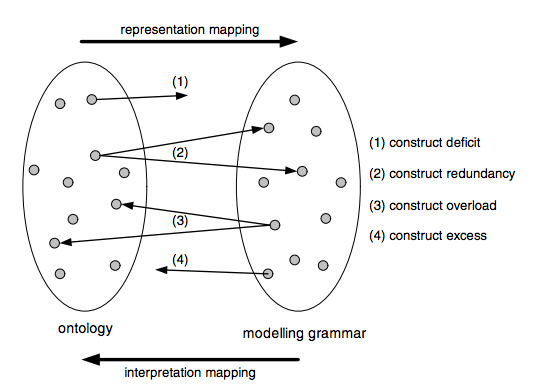 representation mapping
(1)
(2)
(3)
(4)
(1) construct deficit
(2) construct redundancy
(3) construct overload
(4) construct excess
ontology
modelling grammar
interpretation mapping